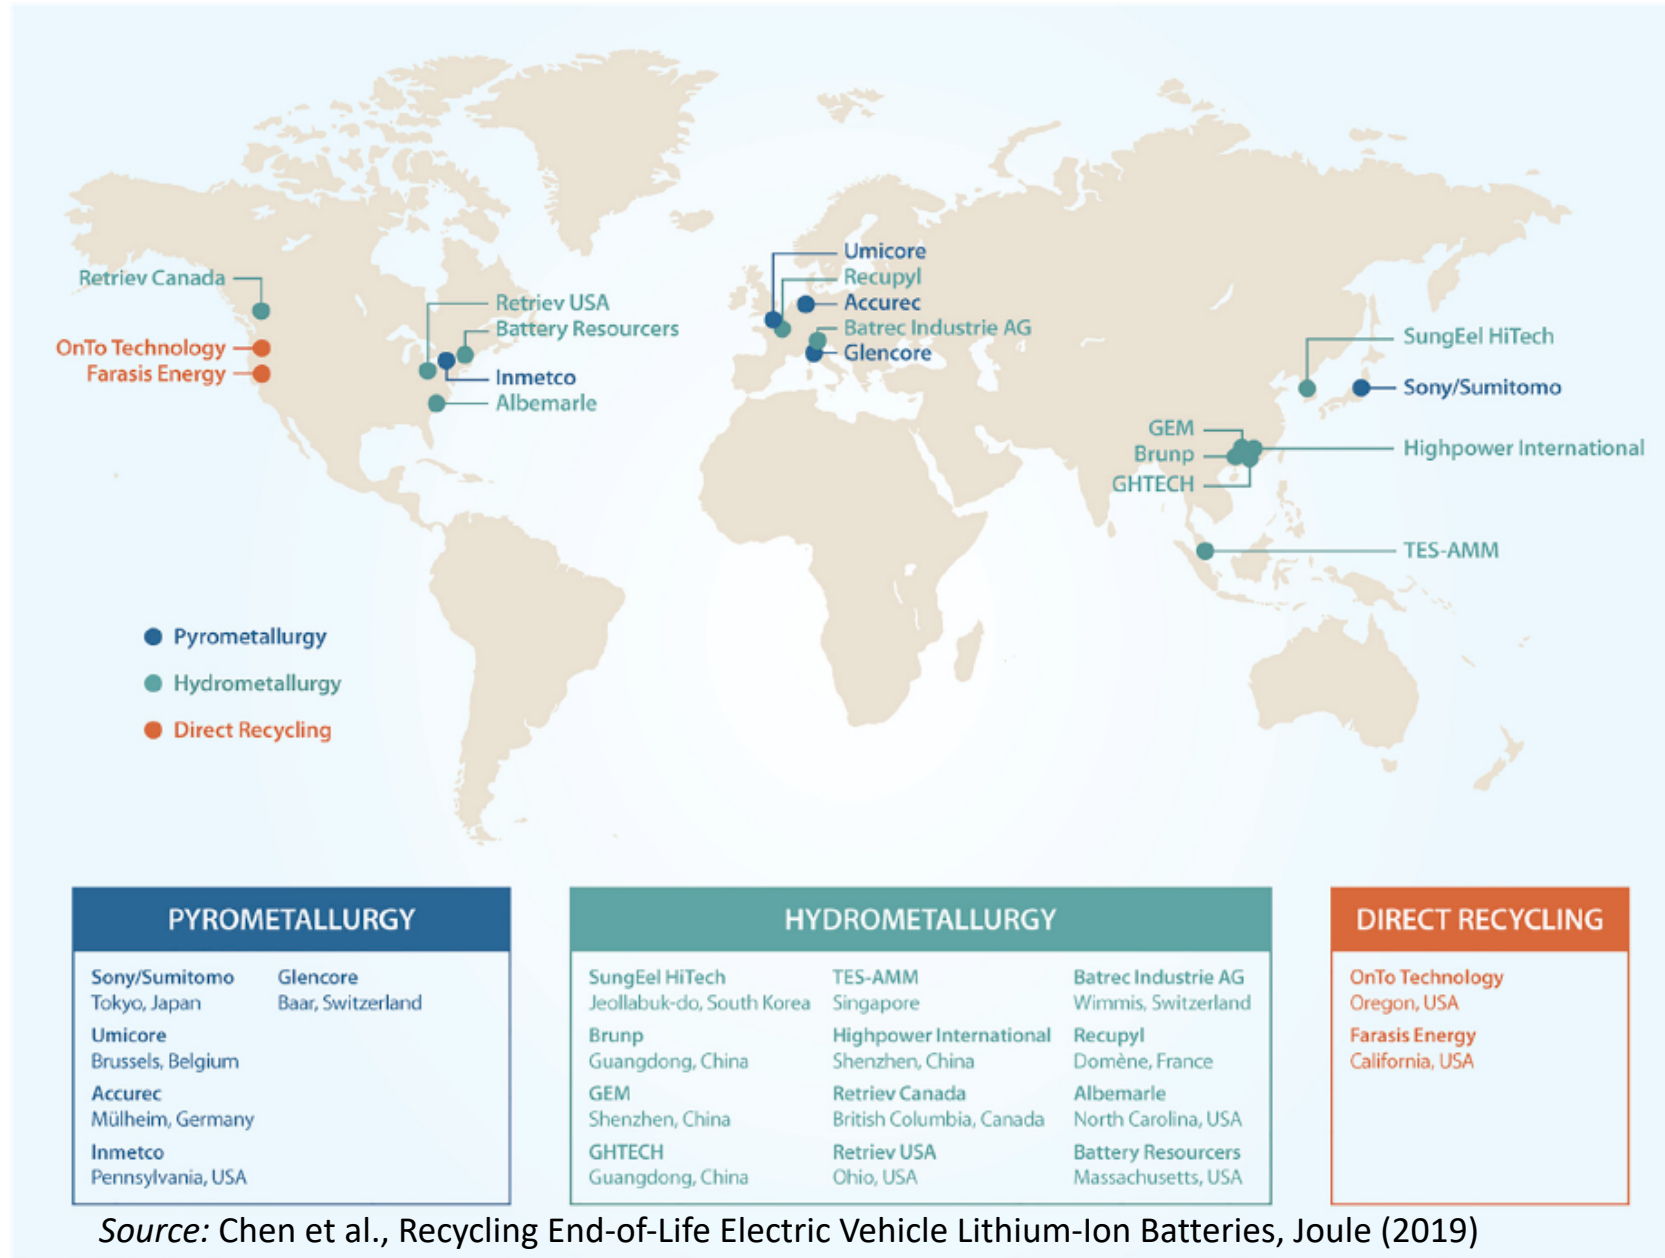 Umicore
Recupyl
Accurec
Batrec Industrie AG
Glencore
Retriev Canada
OnTo Technology
Farasis Energy
Retriev USA
Battery Resourcers
Inmetco
Albemarle
SungEel HiTech
Sony/Sumitomo
GEM
Brunp
GHTECH
Highpower International
TES-AMM
Pyrometallurgy
Hydrometallurgy
Direct Recycling
PYROMETALLURGY
Sony/Sumitomo
Tokyo, Japan
Umicore
Brussels, Belgium
Accurec
Mülheim, Germany
Inmetco
Pennsylvania, USA
Glencore
Baar, Switzerland
HYDROMETALLURGY
SungEel HiTech
Jeollabuk-do, South Korea
Brunp
Guangdong, China
GEM
Shenzhen, China
GHTECH
Guangdong, China
TES-AMM
Singapore
Highpower International
Shenzhen, China
Retriev Canada
British Columbia, Canada
Retriev USA
Ohio, USA
Batrec Industrie AG
Wimmis, Switzerland
Recupyl
Domène, France
Albemarle
North Carolina, USA
Battery Resourcers
Massachusetts, USA
DIRECT RECYCLING
OnTo Technology
Oregon, USA
Farasis Energy
California, USA
Source: Chen et al., Recycling End-of-Life Electric Vehicle Lithium-Ion Batteries, Joule (2019)